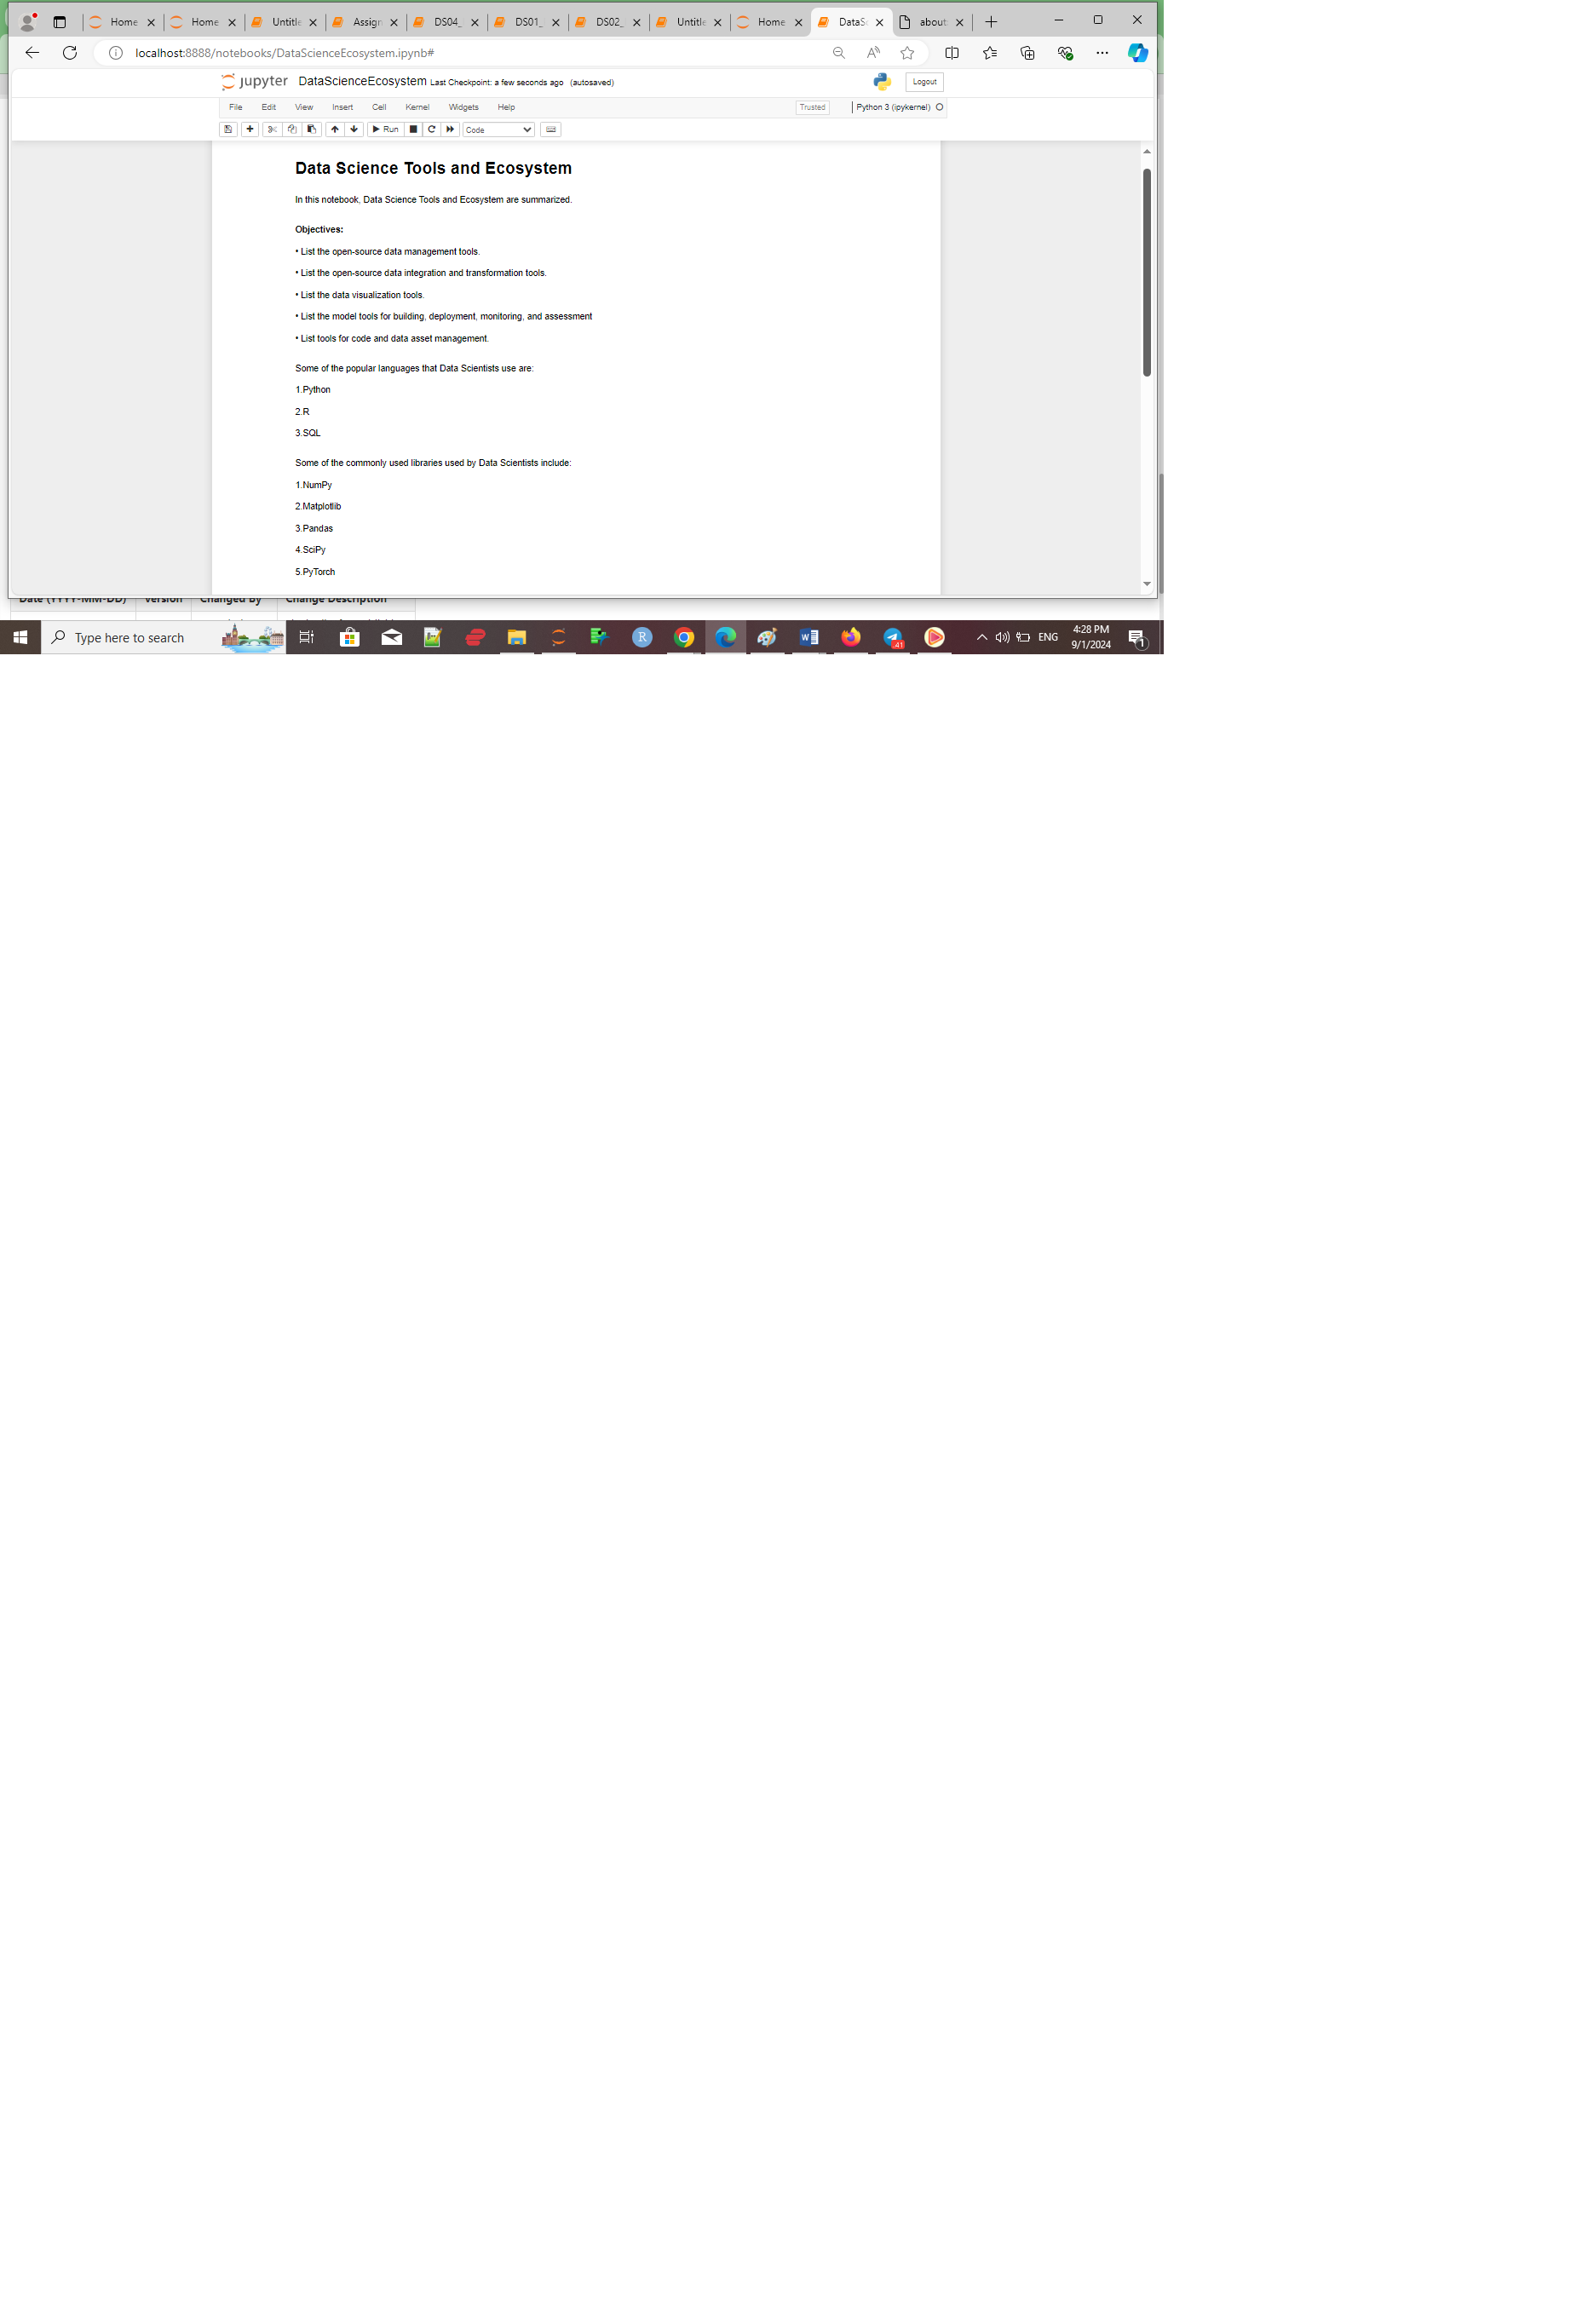 Home
Home
Untitle
Assign
DS04_
DS01_
DS02_
Untitle
Home
DataSc
about:
localhost:8888/notebooks/DataScienceEcosystem.ipynb#
jupyter DataScienceEcosystem Last Checkpoint: a few seconds ago (autosaved)
Logout
File Edit View Insert Cell Kernel Widgets Help
Trusted
Python 3 (ipykernel)
Run
Code
Data Science Tools and Ecosystem
In this notebook, Data Science Tools and Ecosystem are summarized.
Objectives:
• List the open-source data management tools.
• List the open-source data integration and transformation tools.
• List the data visualization tools.
• List the model tools for building, deployment, monitoring, and assessment
• List tools for code and data asset management.
Some of the popular languages that Data Scientists use are:
1.Python
2.R
3.SQL
Some of the commonly used libraries used by Data Scientists include:
1.NumPy
2.Matplotlib
3.Pandas
4.SciPy
5.PyTorch
Date (YYYY-MM-DD) Version Changed By Change Description
Type here to search
R
W
41
ENG
4:28 PM
9/1/2024
1